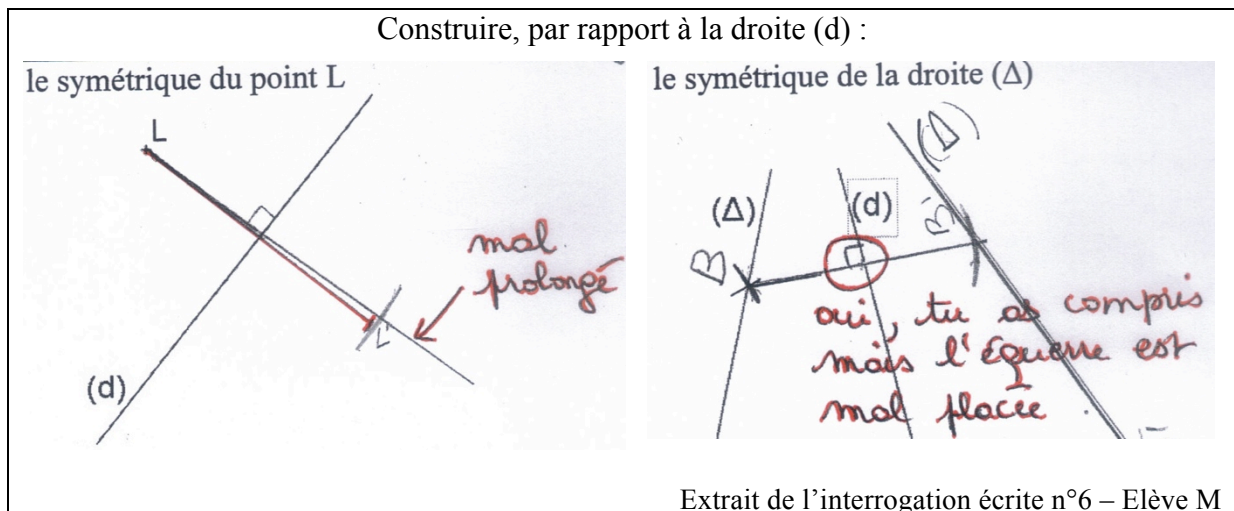 Construire, par rapport à la droite (d) :
le symétrique du point L
L
(d)
L'
mal
prolongé
le symétrique de la droite (Δ)
(Δ)
(d)
(Δ)
B
B'
oui, tu as compris
mais l'équerre est
mal placée
Extrait de l'interrogation écrite n°6 – Elève M